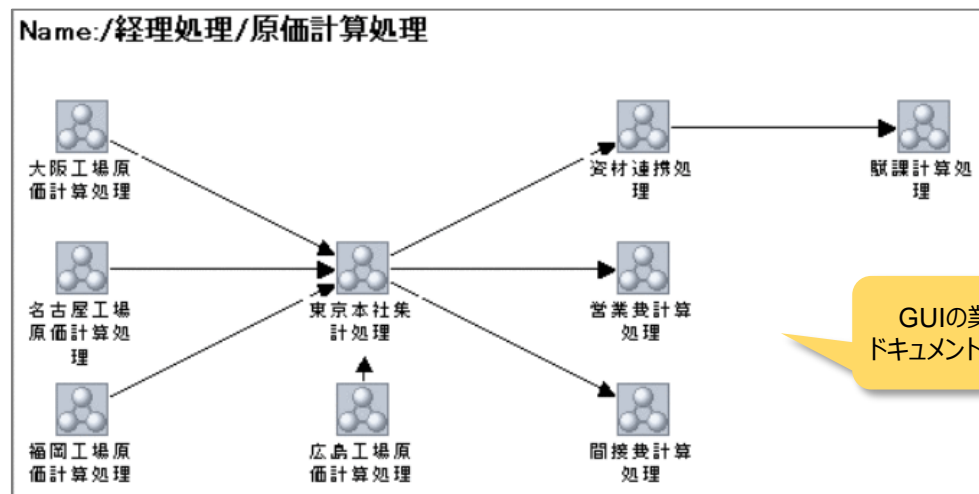 Name:/経理処理/原価計算処理
大阪工場原
価計算処理
資材連携処
理
賦課計算処
理
名古屋工場
原価計算処
理
東京本社集
計処理
営業費計算
処理
GUIの業
ドキュメント
福岡工場原
価計算処理
広島工場原
価計算処理
間接費計算
処理